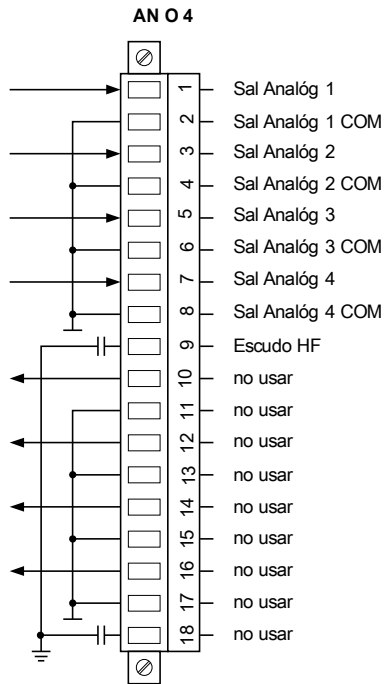 AN O 4
1 Sal Analóg 1
2 Sal Analóg 1 COM
3 Sal Analóg 2
4 Sal Analóg 2 COM
5 Sal Analóg 3
6 Sal Analóg 3 COM
7 Sal Analóg 4
8 Sal Analóg 4 COM
9 Escudo HF
10 no usar
11 no usar
12 no usar
13 no usar
14 no usar
15 no usar
16 no usar
17 no usar
18 no usar